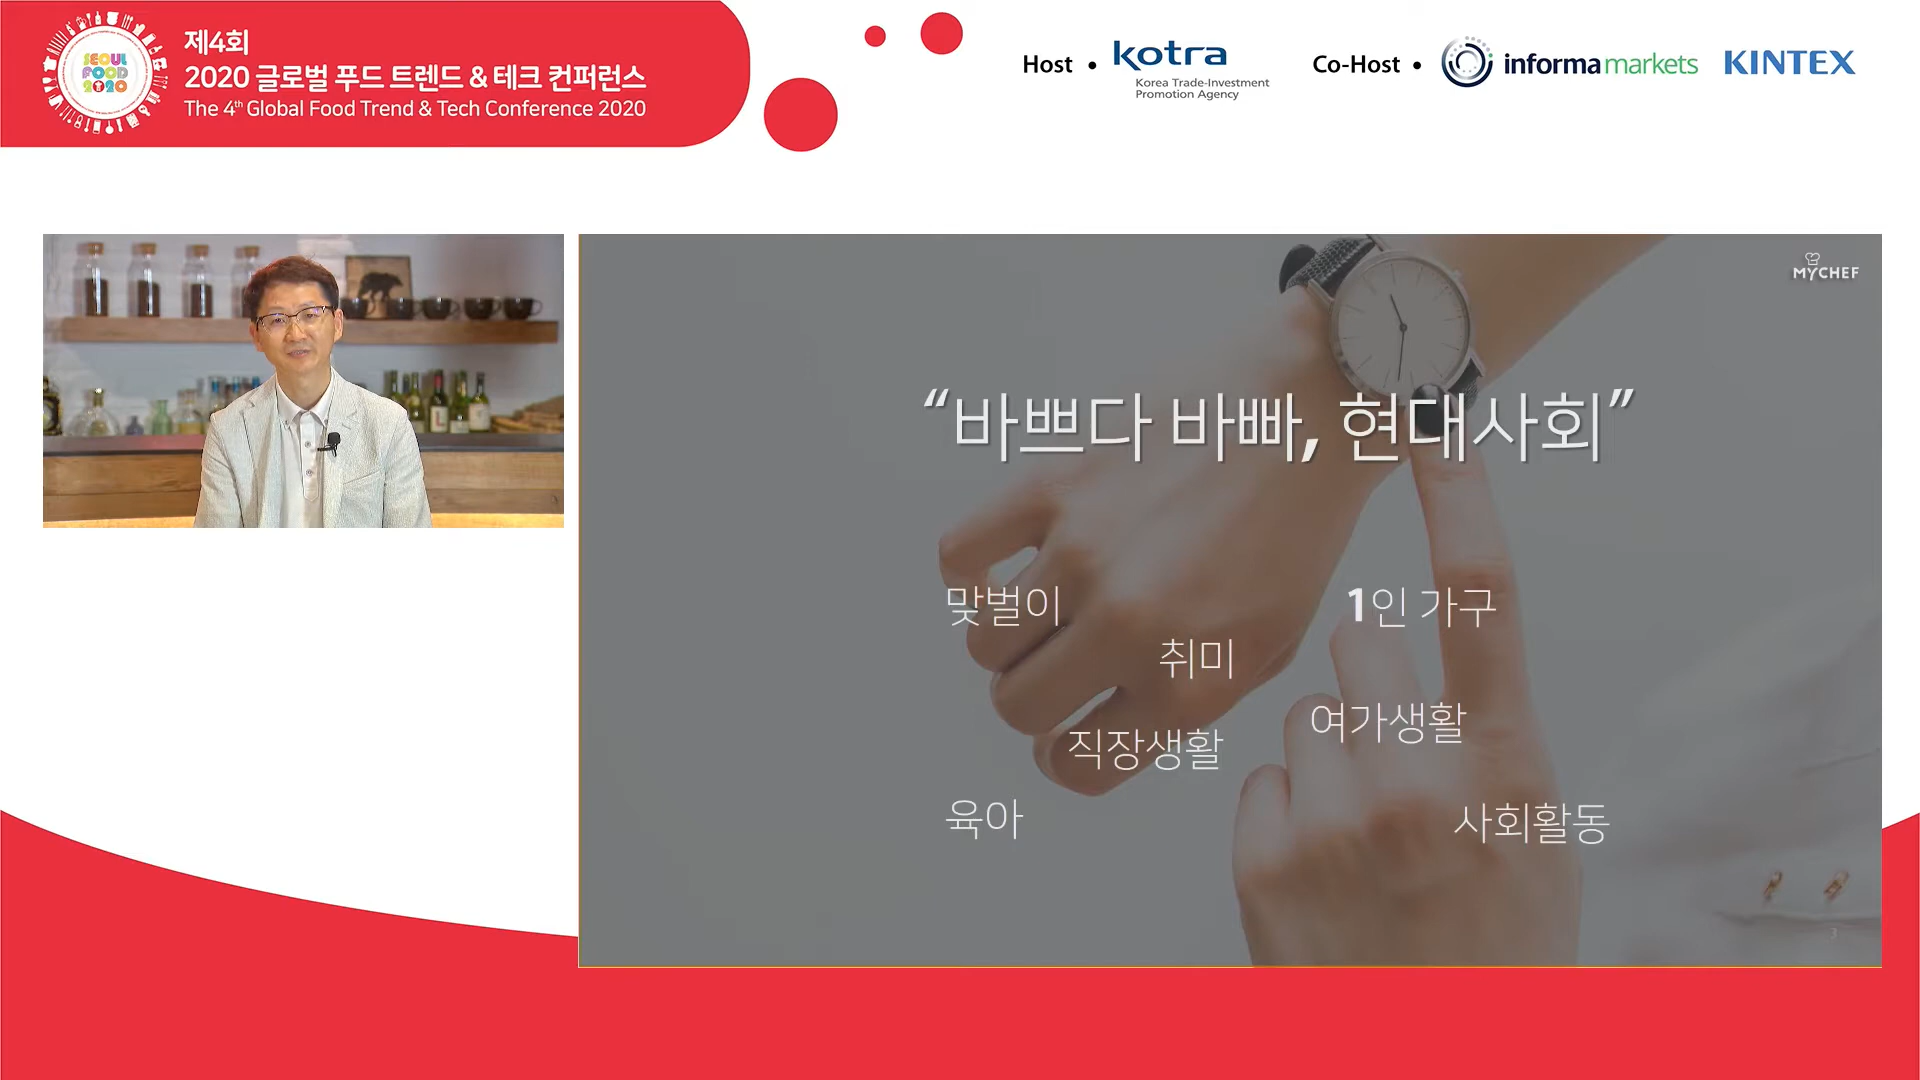 SEOUL
FOOD
2020
제4회
2020 글로벌 푸드 트렌드 & 테크 컨퍼런스
The 4th Global Food Trend & Tech Conference 2020
Host • kotra
Korea Trade-Investment
Promotion Agency
Co-Host • informa markets KINTEX
MYCHEF
“바쁘다 바빠, 현대사회”
맞벌이
1인 가구
취미
여가생활
직장생활
육아
사회활동
3